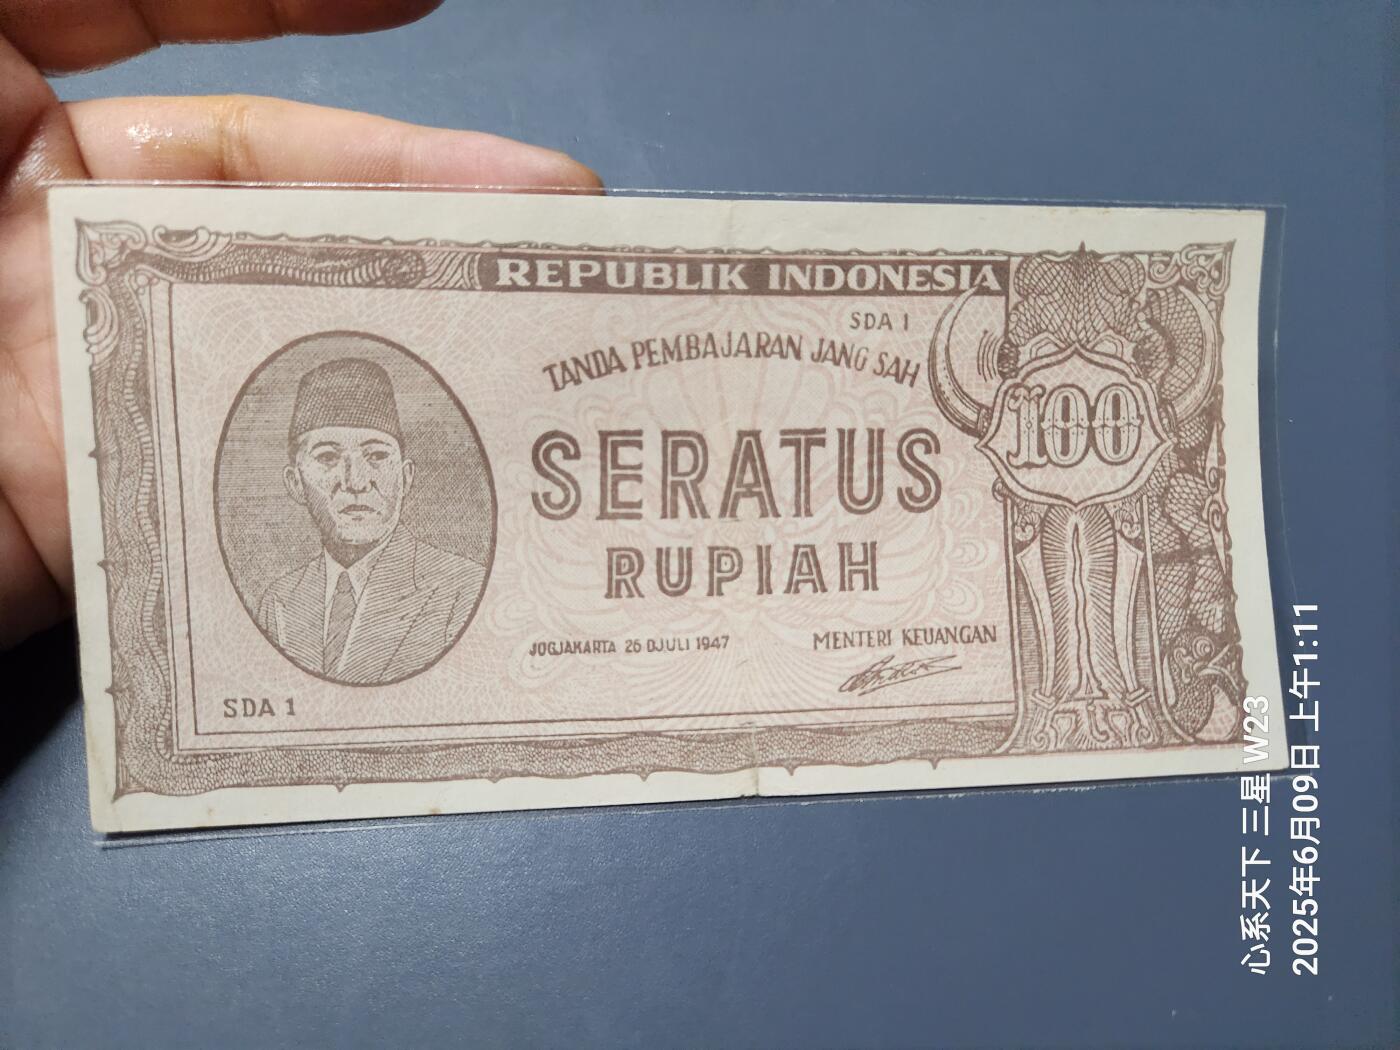 REPUBLIK INDONESIA
SDA 1
TANDA PEMBAJARAN JANG SAH
100
SERATUS
RUPIAH
JOGJAKARTA 26 DJULI 1947
MENTERI KEUANGAN
SDA 1
心系天下 三星 W23
2025年6月09日 上午1:11